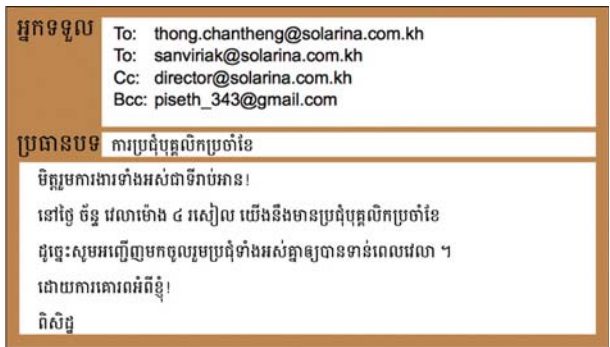 អ្នកទទួល
To: thong.chantheng@solarina.com.kh
To: sanviriak@solarina.com.kh
Cc: director@solarina.com.kh
Bcc: piseth_343@gmail.com
ប្រធានបទ ការប្រជុំបុគ្គលិកប្រចាំខែ
មិត្តរួមការងារទាំងអស់ជាទីរាប់អាន!
នៅថ្ងៃ ច័ន្ទ វេលាម៉ោង ៤ រសៀល យើងនឹងមានប្រជុំបុគ្គលិកប្រចាំខែ
ដូច្នេះសូមអញ្ជើញមកចូលរួមប្រជុំទាំងអស់គ្នាឲ្យបានទាន់ពេលវេលា ។
ដោយការគោរពអំពីខ្ញុំ!
ពិសិដ្ឋ